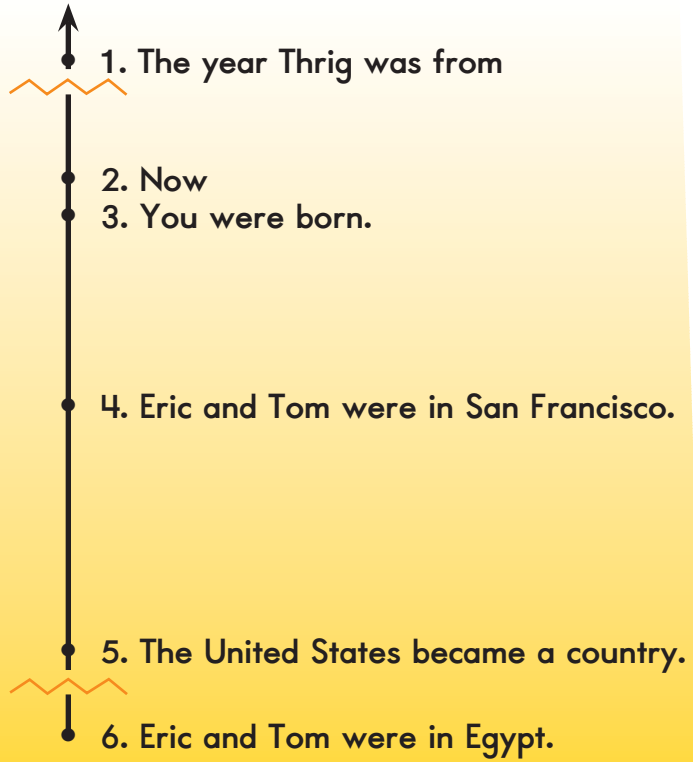 1. The year Thrig was from
2. Now
3. You were born.
4. Eric and Tom were in San Francisco.
5. The United States became a country.
6. Eric and Tom were in Egypt.